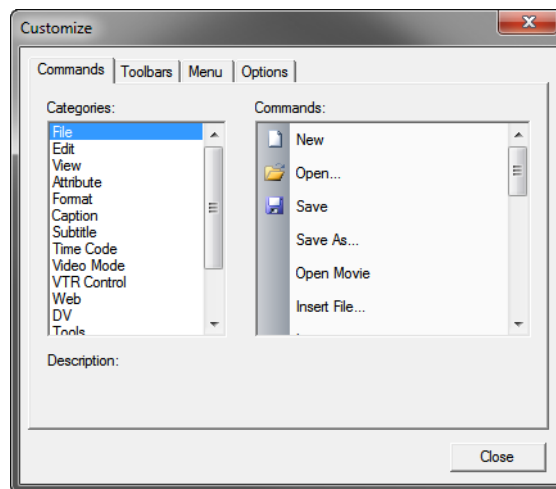 Customize
Commands
Toolbars
Menu
Options
Categories:
File
Edit
View
Attribute
Format
Caption
Subtitle
Time Code
Video Mode
VTR Control
Web
DV
Tools
Commands:
New
Open...
Save
Save As...
Open Movie
Insert File...
Description:
Close